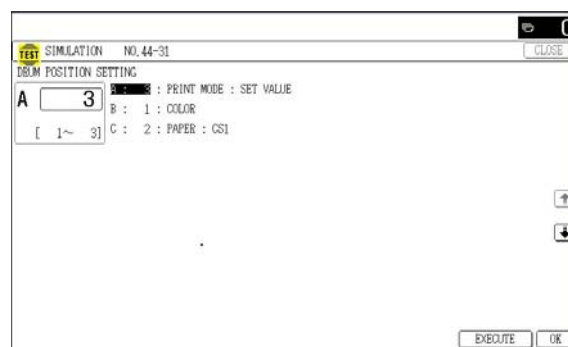 TEST SIMULATION NO.44-31
CLOSE
DRUM POSITION SETTING
A 3
[ 1~ 3]
A : 3 : PRINT MODE : SET VALUE
B : 1 : COLOR
C : 2 : PAPER : CS1
EXECUTE OK